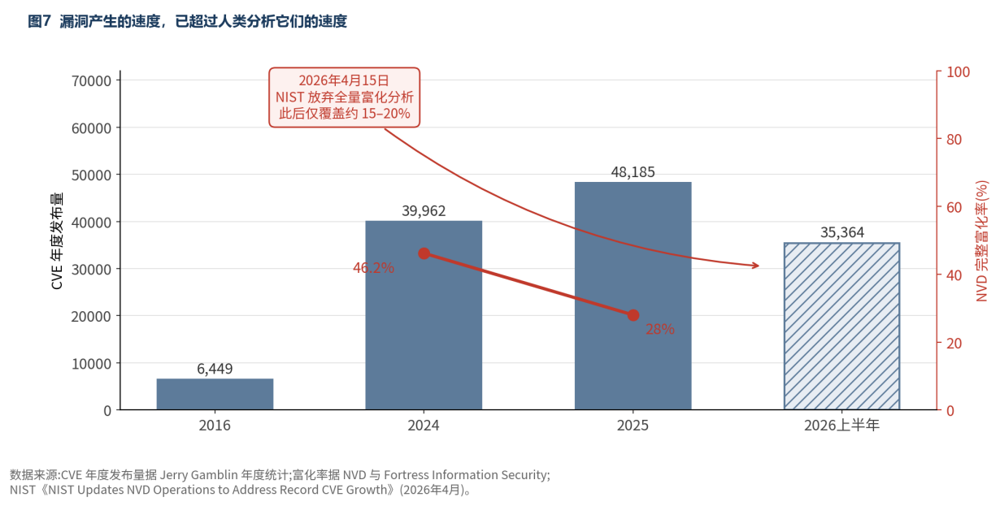 图7 漏洞产生的速度，已超过人类分析它们的速度
2026年4月15日
NIST 放弃全量富化分析
此后仅覆盖约 15–20%
CVE 年度发布量
70000
60000
50000
40000
30000
20000
10000
0
6,449
39,962
48,185
35,364
46.2%
28%
100
80
60
40
20
0
NVD 完整富化率(%)
2016
2024
2025
2026上半年
数据来源:CVE 年度发布量据 Jerry Gamblin 年度统计;富化率据 NVD 与 Fortress Information Security;
NIST《NIST Updates NVD Operations to Address Record CVE Growth》(2026年4月)。